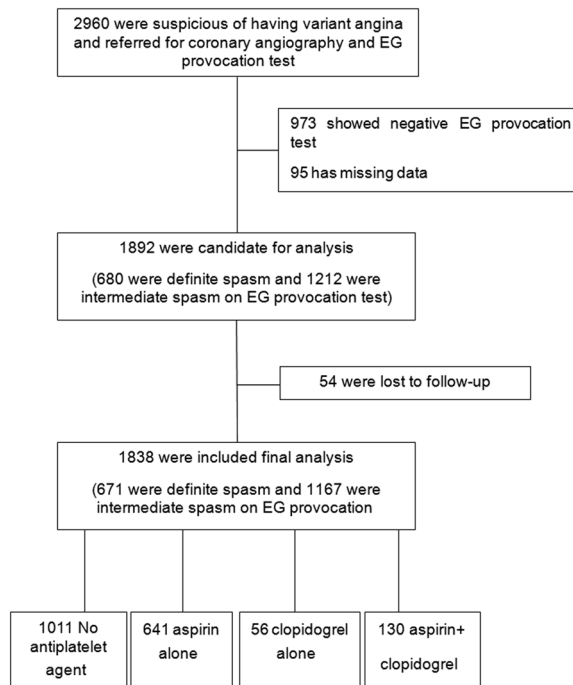 2960 were suspicious of having variant angina
and referred for coronary angiography and EG
provocation test
973 showed negative EG provocation
test
95 has missing data
1892 were candidate for analysis
(680 were definite spasm and 1212 were
intermediate spasm on EG provocation test)
54 were lost to follow-up
1838 were included final analysis
(671 were definite spasm and 1167 were
intermediate spasm on EG provocation
1011 No
antiplatelet
agent
641 aspirin
alone
56 clopidogrel
alone
130 aspirin+
clopidogrel